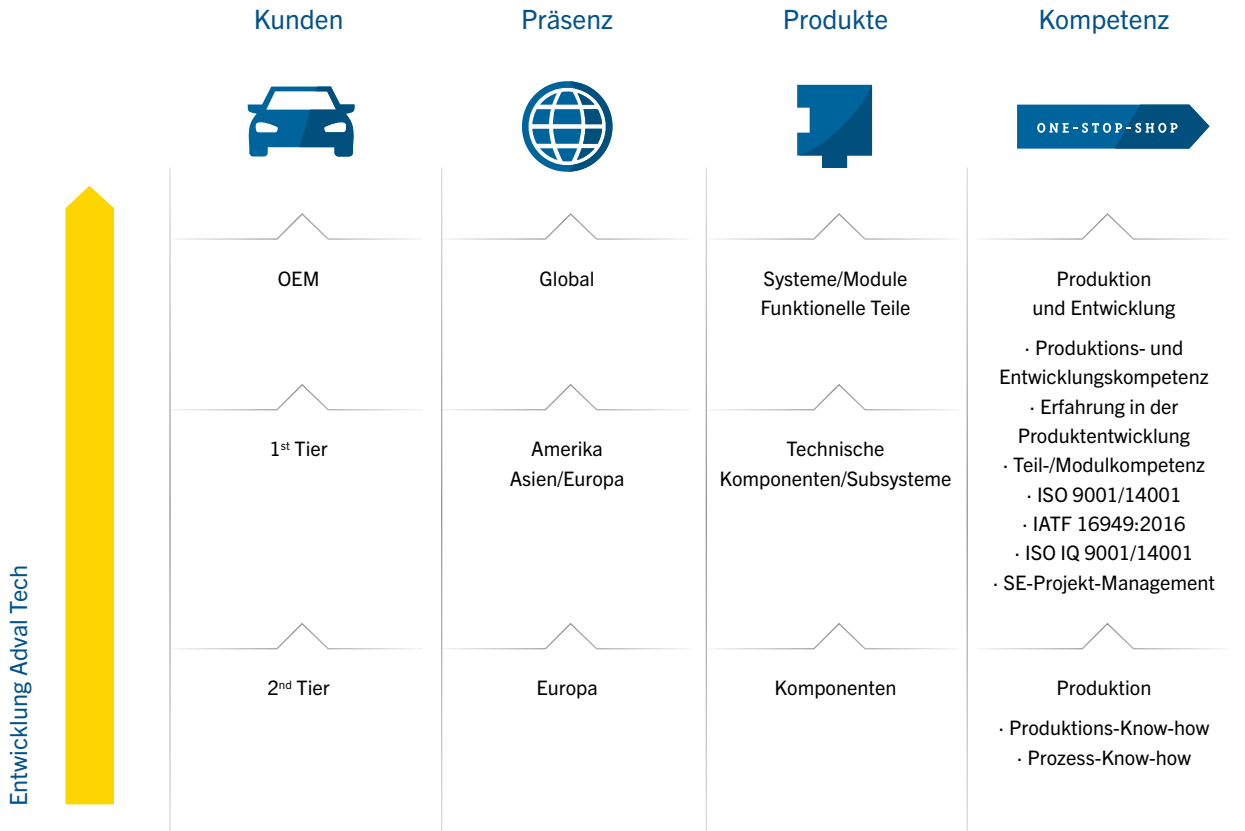 Kunden
Präsenz
Produkte
Kompetenz
ONE-STOP-SHOP
Entwicklung Adval Tech
OEM
Global
Systeme/Module
Funktionelle Teile
Produktion
und Entwicklung
· Produktions- und
Entwicklungskompetenz
· Erfahrung in der
Produktentwicklung
· Teil-/Modulkompetenz
· ISO 9001/14001
· IATF 16949:2016
· ISO IQ 9001/14001
· SE-Projekt-Management
1st Tier
Amerika
Asien/Europa
Technische
Komponenten/Subsysteme
2nd Tier
Europa
Komponenten
Produktion
· Produktions-Know-how
· Prozess-Know-how